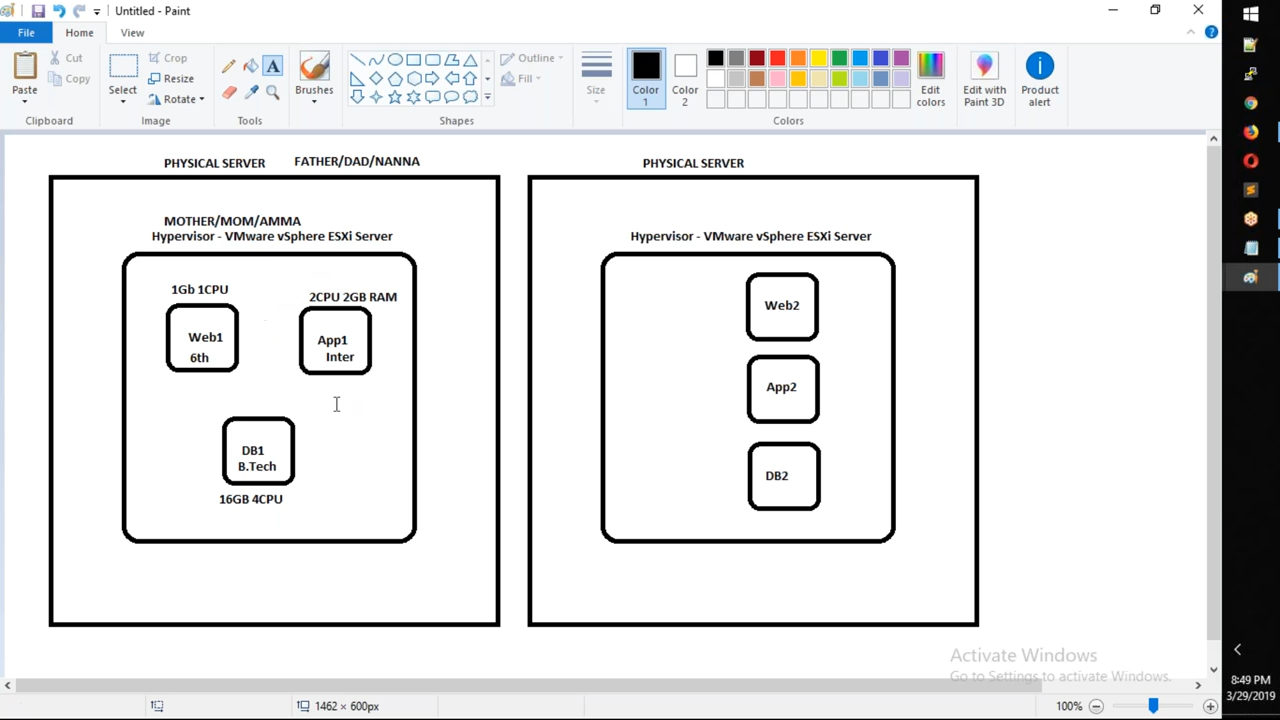 Untitled - Paint
File
Home
View
Paste
Cut
Copy
Clipboard
Select
Crop
Resize
Rotate
Image
A
Tools
Brushes
Shapes
Outline
Fill
Size
Color 1
Color 2
Edit colors
Colors
Edit with Paint 3D
Product alert
PHYSICAL SERVER
FATHER/DAD/NANNA
PHYSICAL SERVER
MOTHER/MOM/AMMA
Hypervisor - VMware vSphere ESXi Server
Hypervisor - VMware vSphere ESXi Server
1Gb 1CPU
2CPU 2GB RAM
Web1
6th
App1
Inter
DB1
B.Tech
16GB 4CPU
Web2
App2
DB2
Activate Windows
Go to Settings to activate Windows.
1462 × 600px
100%
8:49 PM
3/29/2019